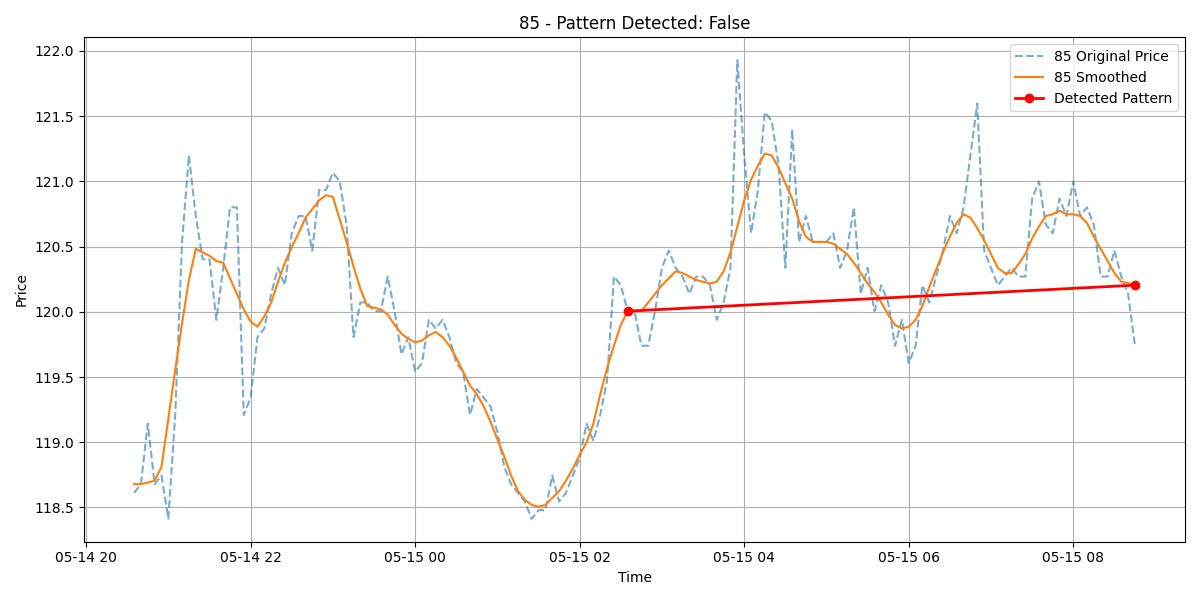 85 - Pattern Detected: False
85 Original Price
85 Smoothed
Detected Pattern
Price
122.0
121.5
121.0
120.5
120.0
119.5
119.0
118.5
05-14 20
05-14 22
05-15 00
05-15 02
05-15 04
05-15 06
05-15 08
Time